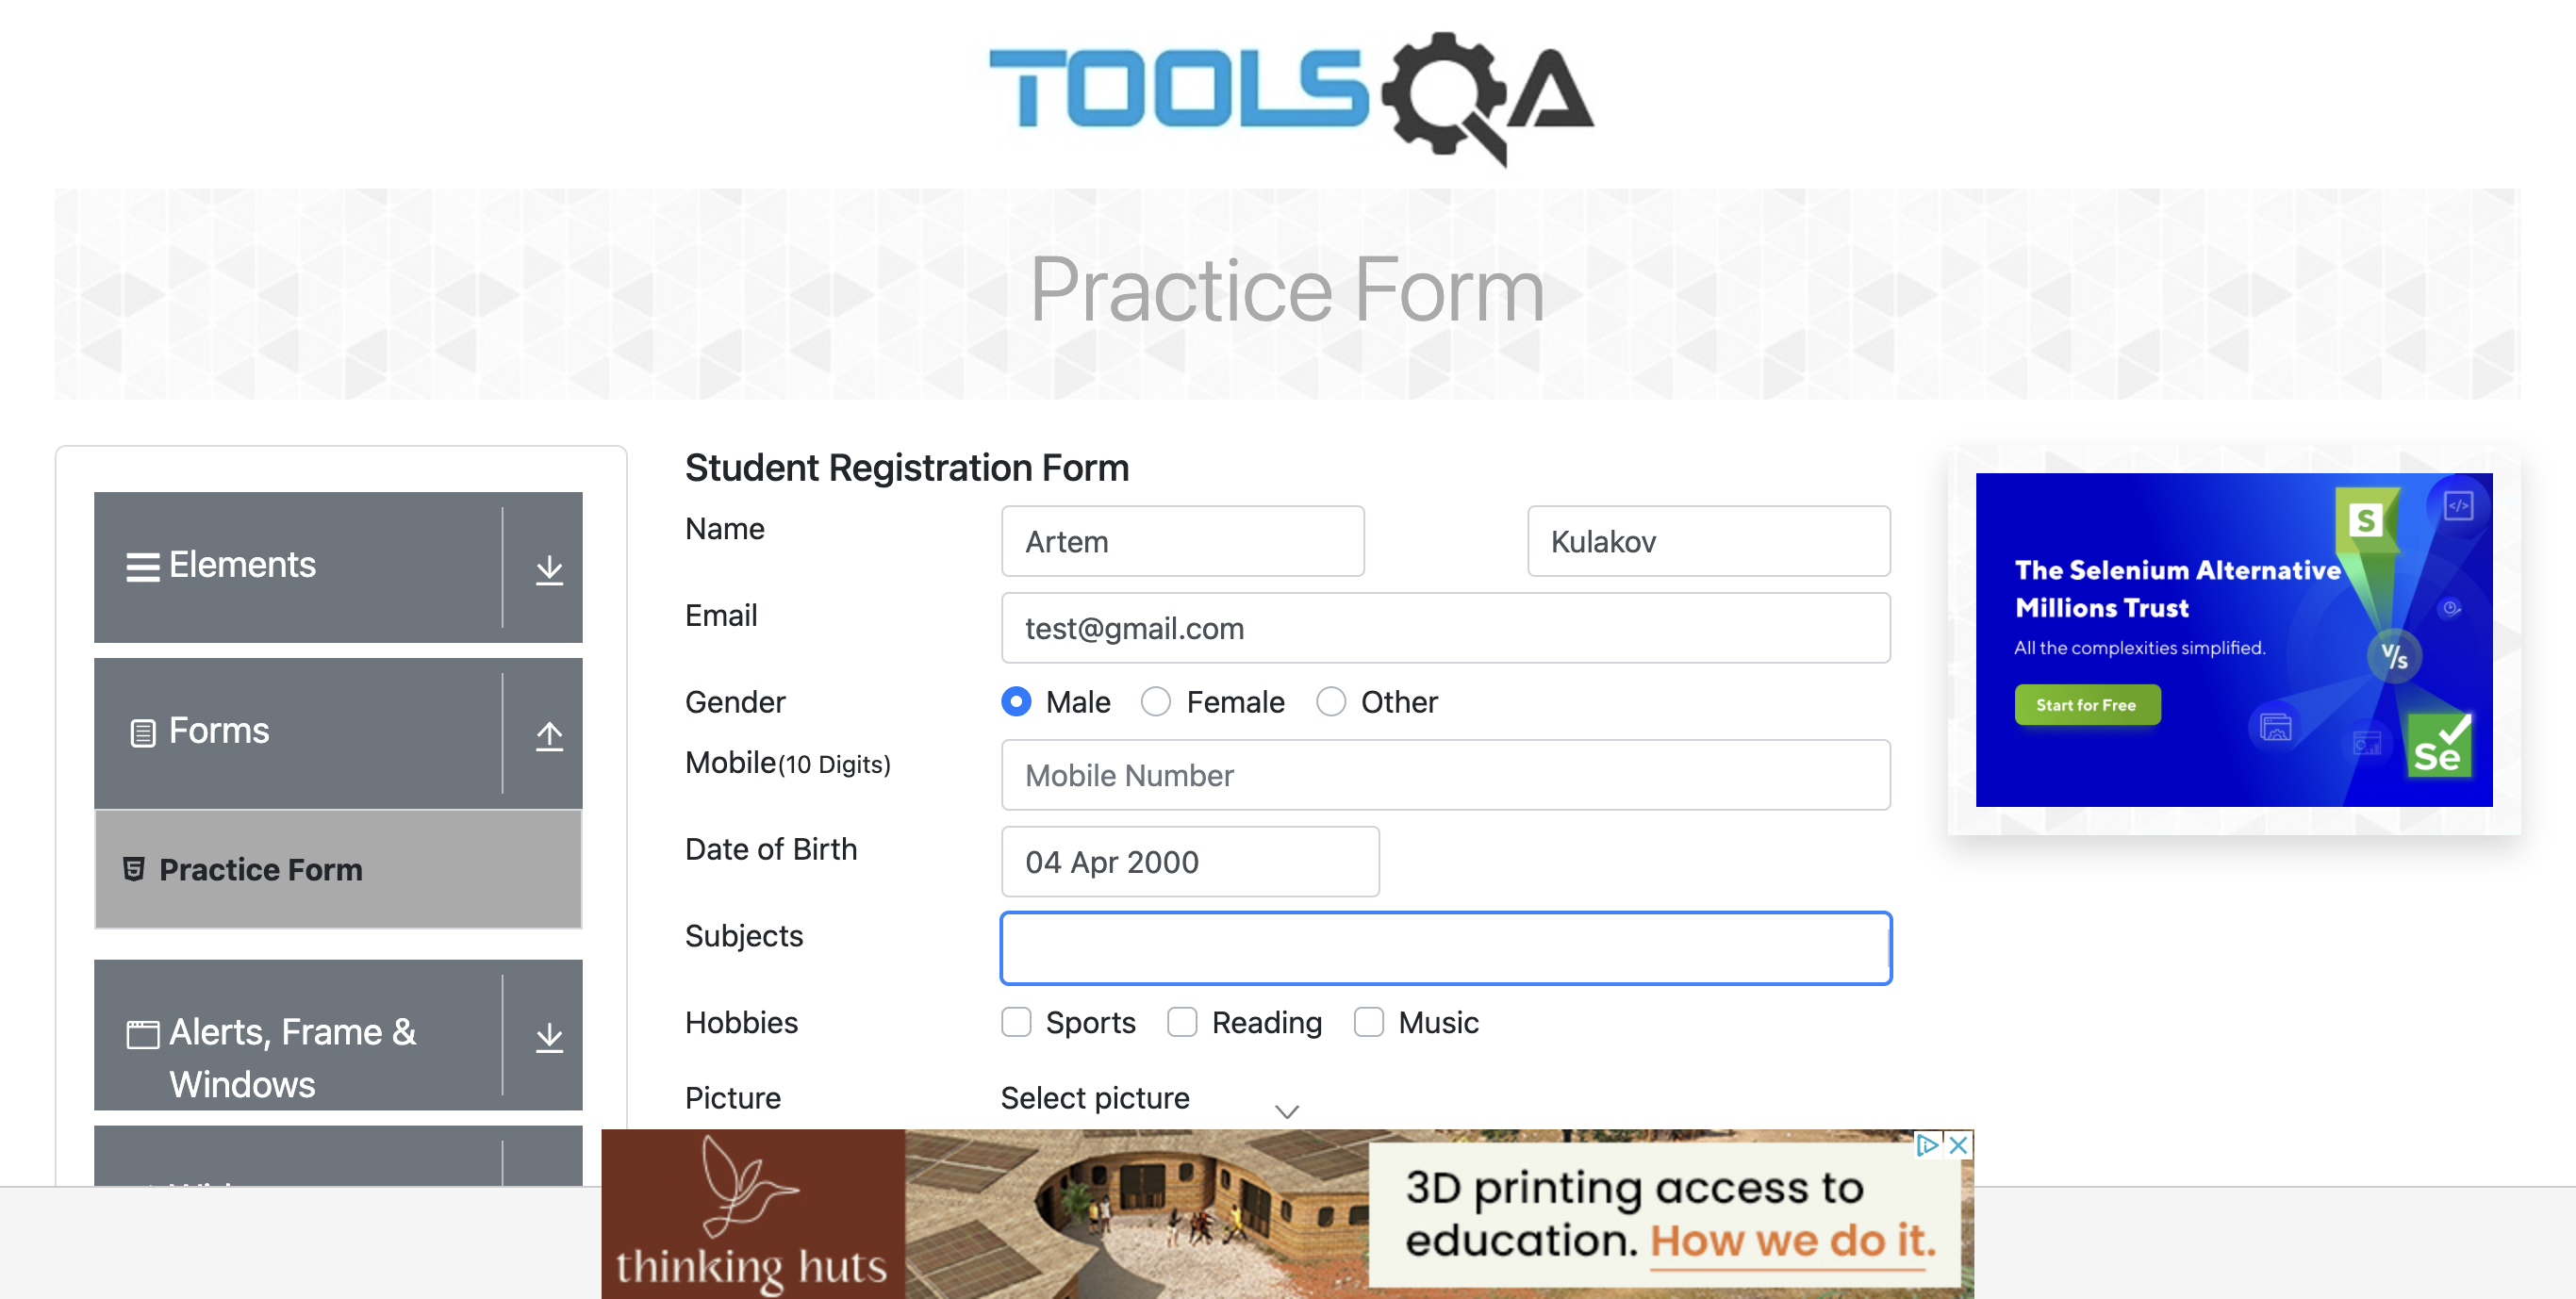 TOOLSQA
Practice Form
Elements
Forms
Practice Form
Alerts, Frame &
Windows
Student Registration Form
Name
Artem
Kulakov
Email
test@gmail.com
Gender
Male
Female
Other
Mobile(10 Digits)
Mobile Number
Date of Birth
04 Apr 2000
Subjects
Hobbies
Sports
Reading
Music
Picture
Select picture
The Selenium Alternative
Millions Trust
All the complexities simplified.
Start for Free
S
</>
V/s
Se
thinking huts
3D printing access to
education. How we do it.